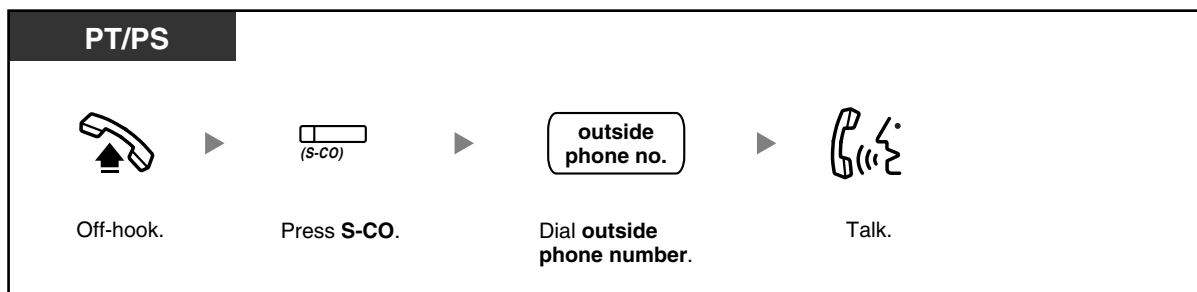 PT/PS
(S-CO)
outside
phone no.
Off-hook.
Press S-CO.
Dial outside
phone number.
Talk.